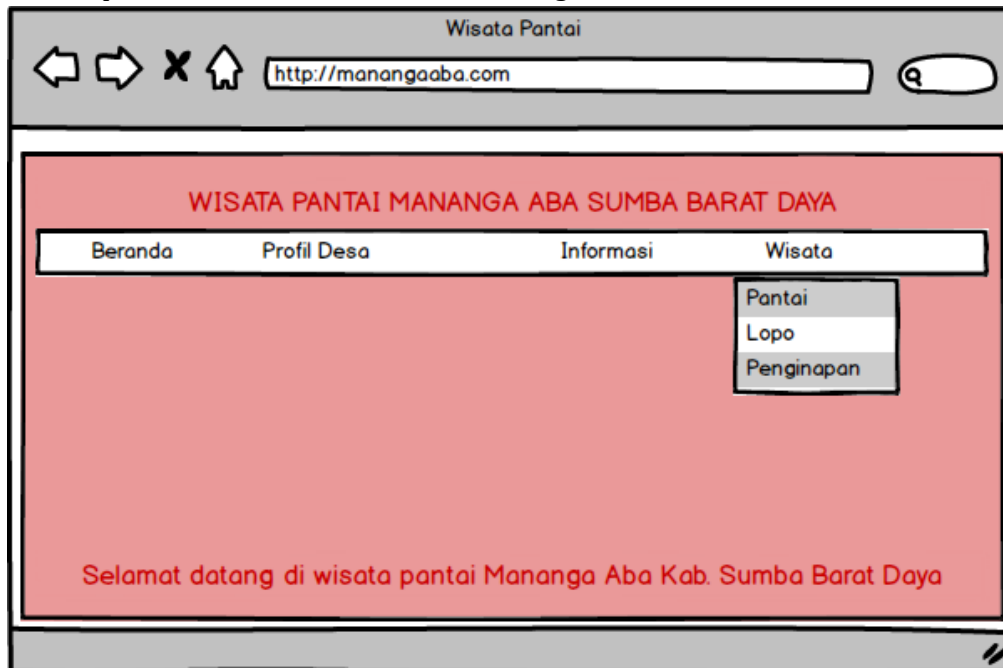 Wisata Pantai
http://manangaaba.com
WISATA PANTAI MANANGA ABA SUMBA BARAT DAYA
Beranda Profil Desa Informasi Wisata
Pantai
Lopo
Penginapan
Selamat datang di wisata pantai Mananga Aba Kab. Sumba Barat Daya